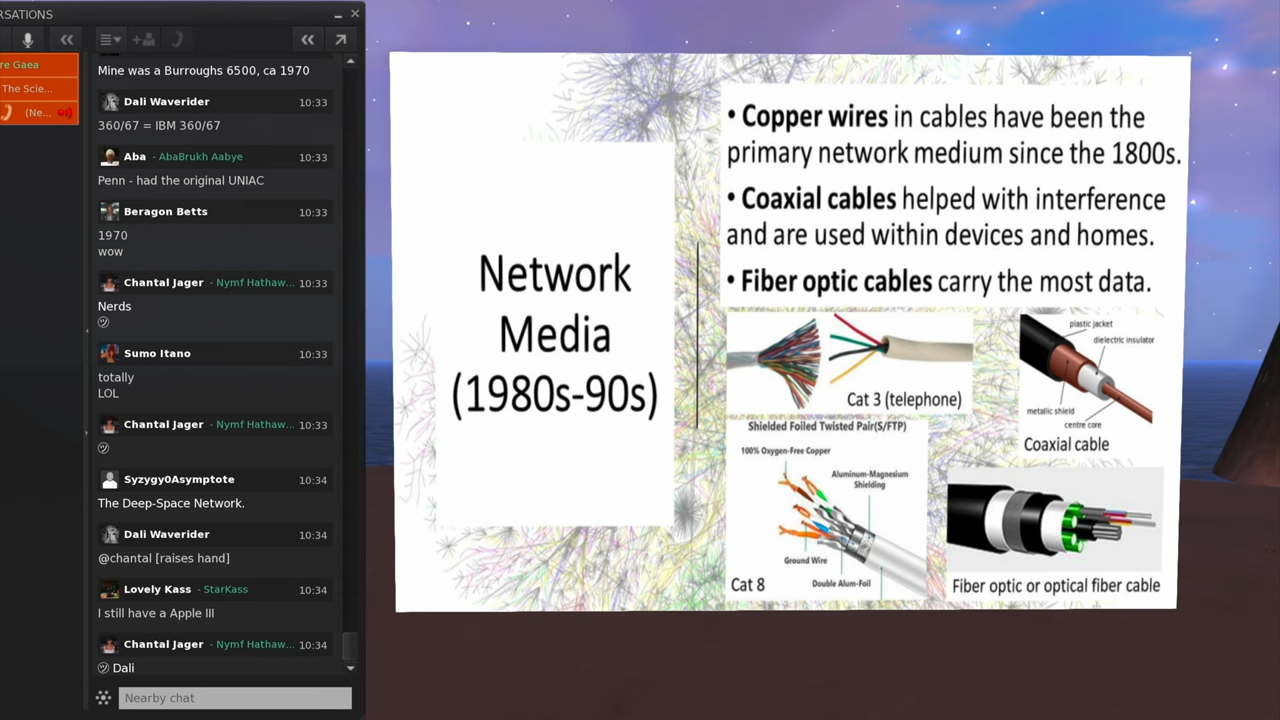 RSATIONS
re Gaea
The Scie...
(Ne...
Mine was a Burroughs 6500, ca 1970
Dali Waverider 10:33
360/67 = IBM 360/67
Aba - AbaBrukh Aabye 10:33
Penn - had the original UNIAC
Beragon Betts 10:33
1970
wow
Chantal Jager - Nymf Hathaw... 10:33
Nerds
ツ
Sumo Itano 10:33
totally
LOL
Chantal Jager - Nymf Hathaw... 10:33
ツ
Syzygy0Asymptote 10:34
The Deep-Space Network.
Dali Waverider 10:34
@chantal [raises hand]
Lovely Kass - StarKass 10:34
I still have a Apple III
Chantal Jager - Nymf Hathaw... 10:34
ツ Dali
Nearby chat
Network
Media
(1980s-90s)
• Copper wires in cables have been the
primary network medium since the 1800s.
• Coaxial cables helped with interference
and are used within devices and homes.
• Fiber optic cables carry the most data.
Cat 3 (telephone)
plastic jacket
dielectric insulator
metallic shield
centre core
Coaxial cable
Shielded Foiled Twisted Pair(S/FTP)
100% Oxygen-Free Copper
Aluminum-Magnesium
Shielding
Ground Wire
Double Alum-Foil
Cat 8
Fiber optic or optical fiber cable